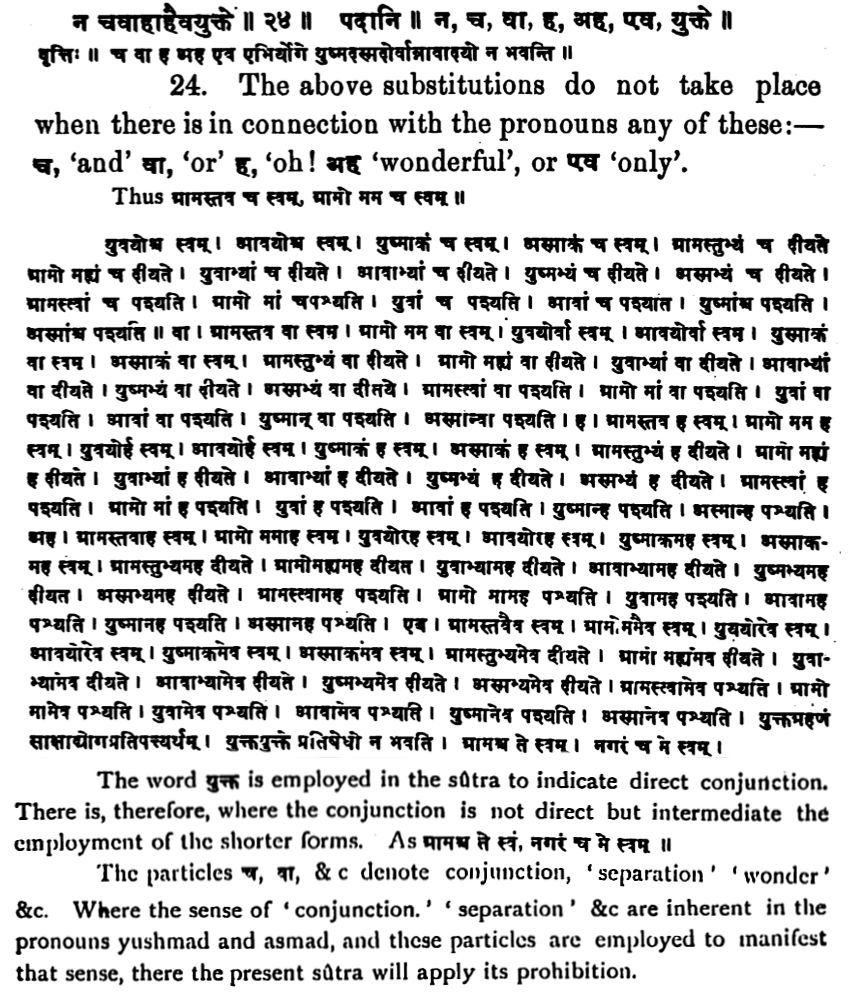 न चवाहाहैवयुक्ते ॥ २४ ॥ पदानि ॥ न, च, वा, ह, अह, एव, युक्ते ॥
वृत्तिः ॥ च वा ह अह एव एभिर्योगे युष्मदस्मदोर्वान्नावादयो न भवन्ति ॥
24. The above substitutions do not take place
when there is in connection with the pronouns any of these:—
च, ‘and’ वा, ‘or’ ह, ‘oh! अह ‘wonderful’, or एव ‘only’.
Thus ग्रामस्तव च स्वम्, ग्रामो मम च स्वम् ॥
युवयोश्च स्वम् । आवयोश्च स्वम् । युष्माकं च स्वम् । अस्माकं च स्वम् । ग्रामस्तुभ्यं च दीयते
ग्रामो मह्यं च दीयते । युवाभ्यां च दीयते । आवाभ्यां च दीयते । युष्मभ्यं च दीयते । अस्मभ्यं च दीयते ।
ग्रामस्त्वां च पश्यति । ग्रामो मां चपश्यति । युवां च पश्यति । आवां च पश्यात । युष्मांश्च पश्यति ।
अस्मांश्च पश्यति ॥ वा । ग्रामस्तव वा स्वम । ग्रामो मम वा स्वम् । युवयोर्वा स्वम् । आवयोर्वा स्वम । युस्माकं
वा स्वम । अस्माकं वा स्वम् । ग्रामस्तुभ्यं वा दीयते । ग्रामो मह्यं वा दीयते । युवाभ्यां वा दीयते । आवाभ्यां
वा दीयते । युष्मभ्यं वा दीयते । अस्मभ्यं वा दीतये । ग्रामस्त्वां वा पश्यति । ग्रामो मां वा पश्यति । युवां वा
पश्यति । आवां वा पश्यति । युष्मान् वा पश्यति । अस्मान्वा पश्यति । ह । ग्रामस्तव ह स्वम् । ग्रामो मम ह
स्वम् । युवयोर्ह स्वम् । आवयोर्ह स्वम् । युष्माकं ह स्वम् । अस्माकं ह स्वम् । ग्रामस्तुभ्यं ह दीयते । ग्रामो मह्यं
ह दीयते । युवाभ्यां ह दीयते । आवाभ्यां ह दीयते । युष्मभ्यं ह दीयते । अस्मभ्यं ह दीयते । ग्रामस्त्वां ह
पश्यति । ग्रामो मां ह पश्यति । युवां ह पश्यति । आवां ह पश्यति । युष्मान्ह पश्यति । अस्मान्ह पश्यति ।
अह । ग्रामस्तवाह स्वम् । ग्रामो ममाह स्वम् । युवयोरह स्वम् । आवयोरह स्वम् । युष्माकमह स्वम् । अस्माक-
मह स्वम् । ग्रामस्तुभ्यमह दीयते । ग्रामोमह्यमह दीयत । युवाभ्यामह दीयते । आवाभ्यामह दीयते । युष्मभ्यमह
दीयत । अस्मभ्यमह दीयते । ग्रामस्त्वामह पश्यति । ग्रामो मामह पश्यति । युवामह पश्यति । आवामह
पश्यति । युष्मानह पश्यति । अस्मानह पश्यति । एव । ग्रामस्तवैव स्वम् । ग्रामोममैव स्वम् । युवयोरेव स्वम् ।
आवयोरेव स्वम् । युष्माकमेव स्वम् । अस्माकमेव स्वम् । ग्रामस्तुभ्यमेव दीयते । ग्रामो मह्यमेव दीयते । युवा-
भ्यामेव दीयते । आवाभ्यामेव दीयते । युष्मभ्यमेव दीयते । अस्मभ्यमेव दीयते । ग्रामस्त्वामेव पश्यति । ग्रामो
मामेव पश्यति । युवामेव पश्यति । आवामेव पश्यति । युष्मानेव पश्यति । अस्मानेव पश्यति । युक्तग्रहणं
साक्षाद्योगप्रतिपत्त्यर्थम् । युक्तयुक्ते प्रतिषेधो न भवति । ग्रामश्च ते स्वम् । नगरं च मे स्वम् ।
The word युक्त is employed in the sûtra to indicate direct conjunction.
There is, therefore, where the conjunction is not direct but intermediate the
employment of the shorter forms. As ग्रामश्च ते स्वं, नगरं च मे स्वम् ॥
The particles च, वा, & c denote conjunction, ‘separation’ ‘wonder’
&c. Where the sense of ‘conjunction.’ ‘separation’ &c are inherent in the
pronouns yushmad and asmad, and these particles are employed to manifest
that sense, there the present sûtra will apply its prohibition.